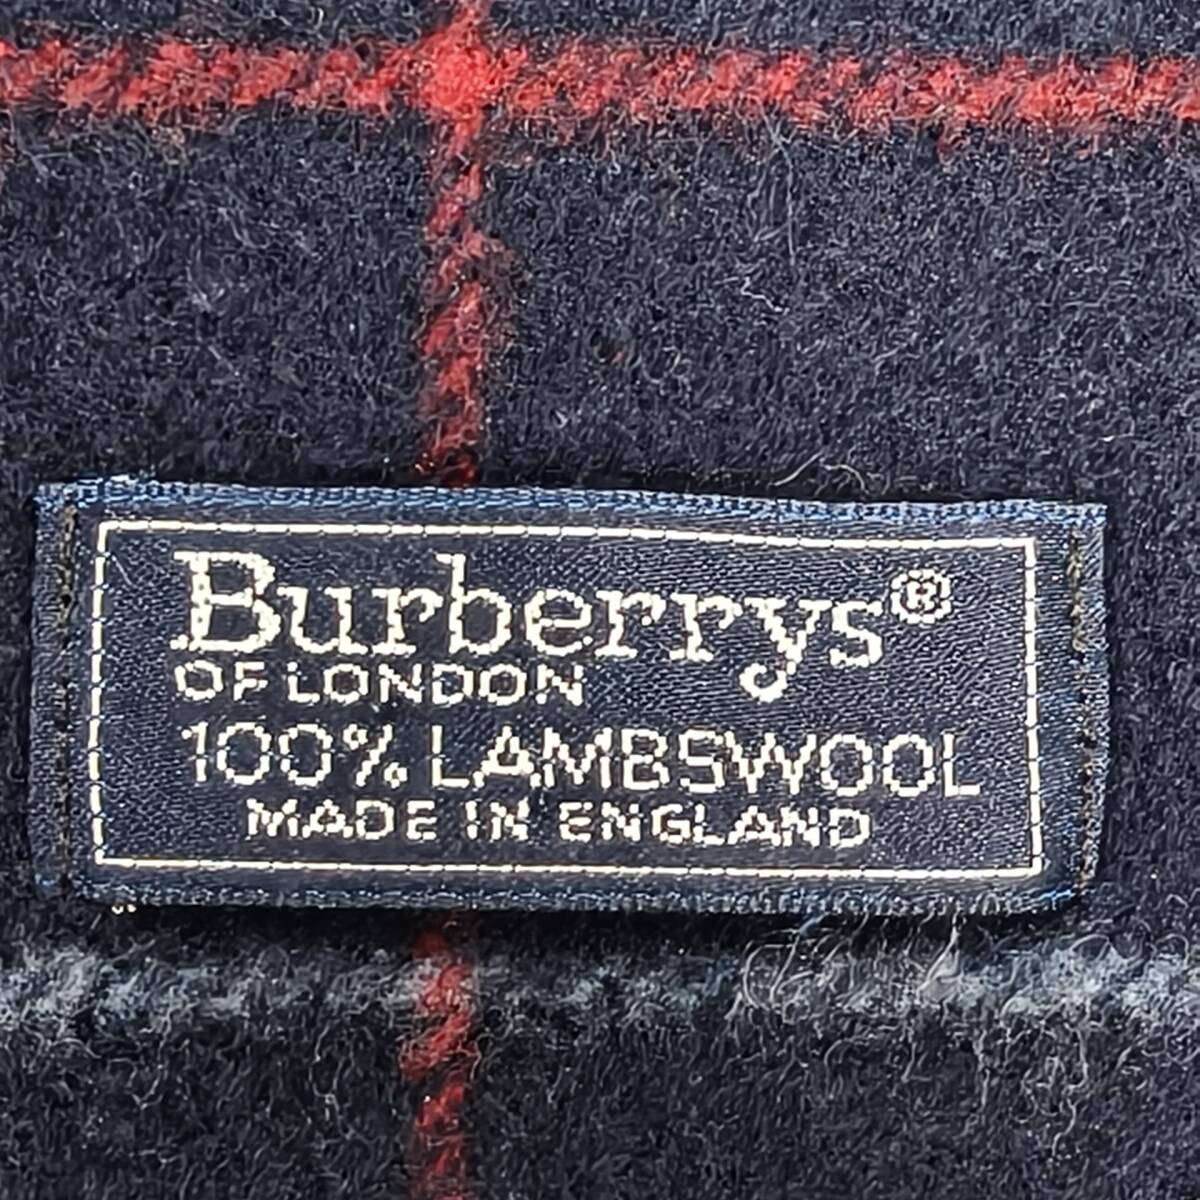 Burberrys®
OF LONDON
100% LAMBSWOOL
MADE IN ENGLAND